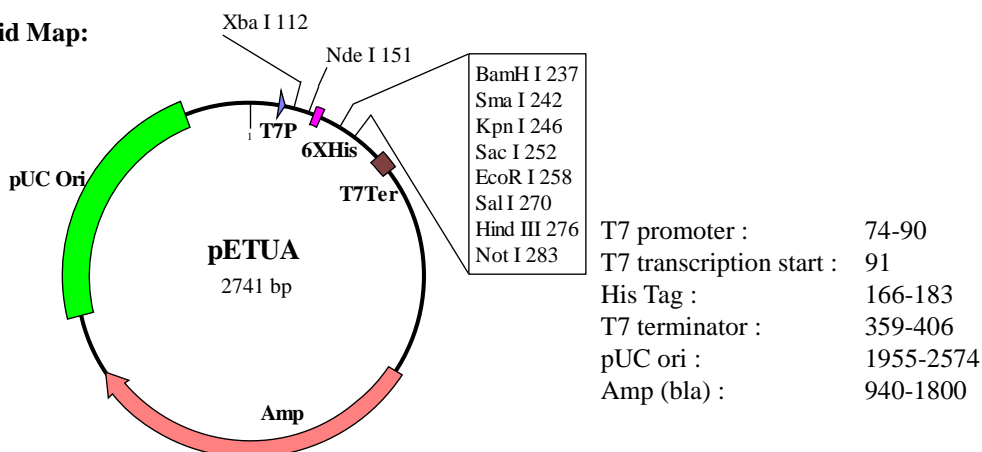 id Map:
Xba I 112
Nde I 151
BamH I 237
Sma I 242
Kpn I 246
Sac I 252
EcoR I 258
Sal I 270
Hind III 276
Not I 283
1
T7P
6XHis
T7Ter
pUC Ori
pETUA
2741 bp
Amp
T7 promoter : 74-90
T7 transcription start : 91
His Tag : 166-183
T7 terminator : 359-406
pUC ori : 1955-2574
Amp (bla) : 940-1800